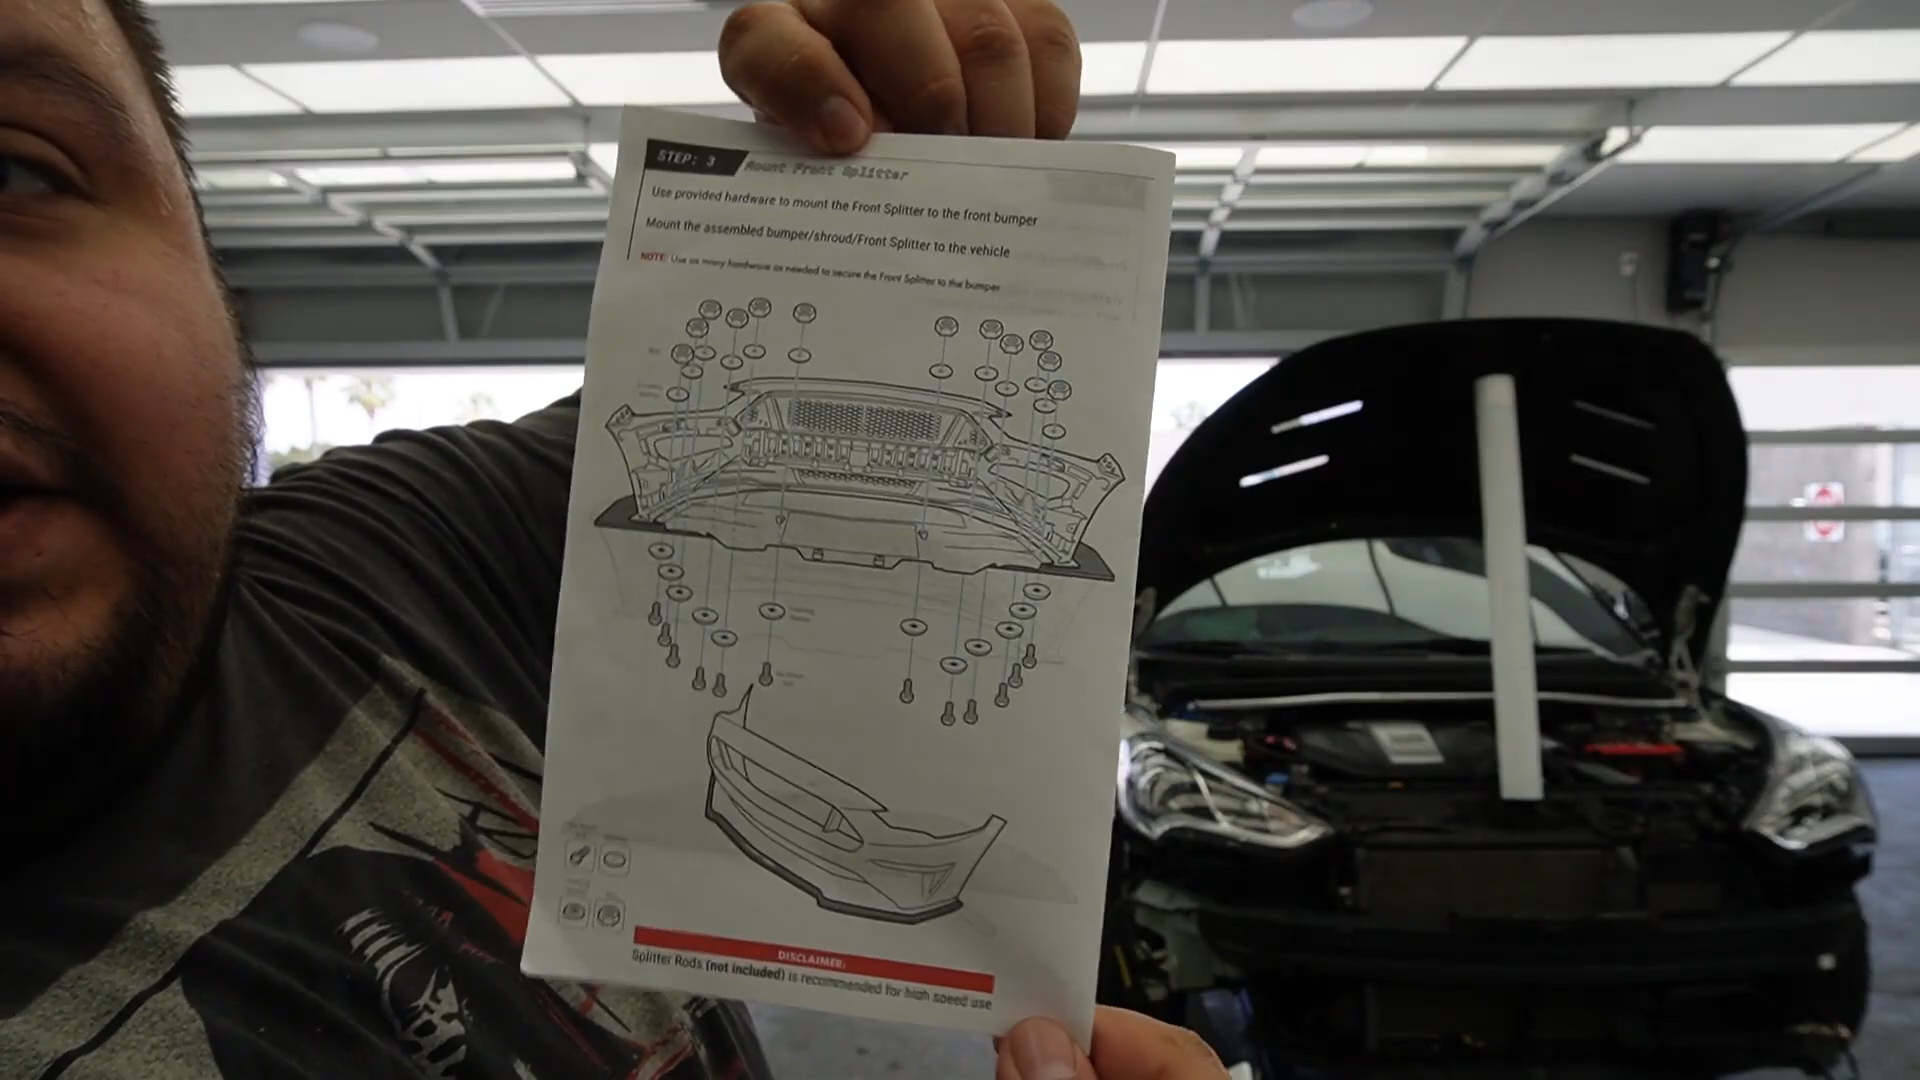 STEP: 3
Mount Front Splitter
Use provided hardware to mount the Front Splitter to the front bumper
Mount the assembled bumper/shroud/Front Splitter to the vehicle
NOTE: Use as many hardware as needed to secure the Front Splitter to the bumper
DISCLAIMER:
Splitter Rods (not included) is recommended for high speed use